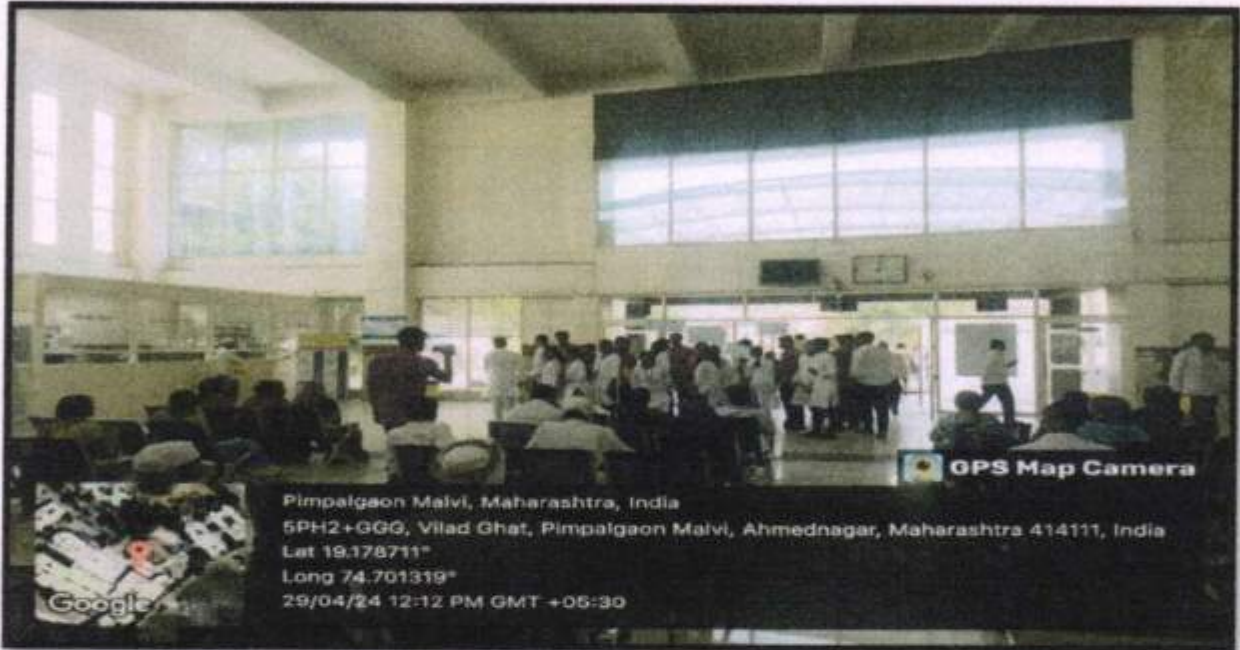 GPS Map Camera
Pimpalgaon Malvi, Maharashtra, India
5PH2+GGG, Vilad Ghat, Pimpalgaon Malvi, Ahmednagar, Maharashtra 414111, India
Lat 19.178711°
Long 74.701319°
29/04/24 12:12 PM GMT +05:30
Google